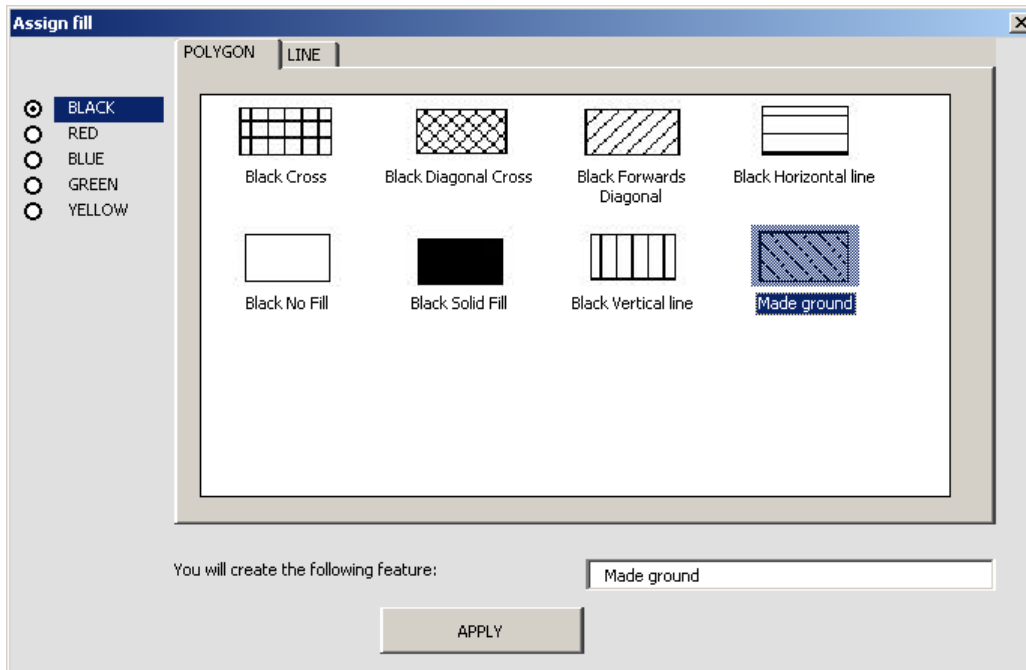 Assign fill
POLYGON
LINE
BLACK
RED
BLUE
GREEN
YELLOW
Black Cross
Black Diagonal Cross
Black Forwards
Diagonal
Black Horizontal line
Black No Fill
Black Solid Fill
Black Vertical line
Made ground
You will create the following feature:
Made ground
APPLY